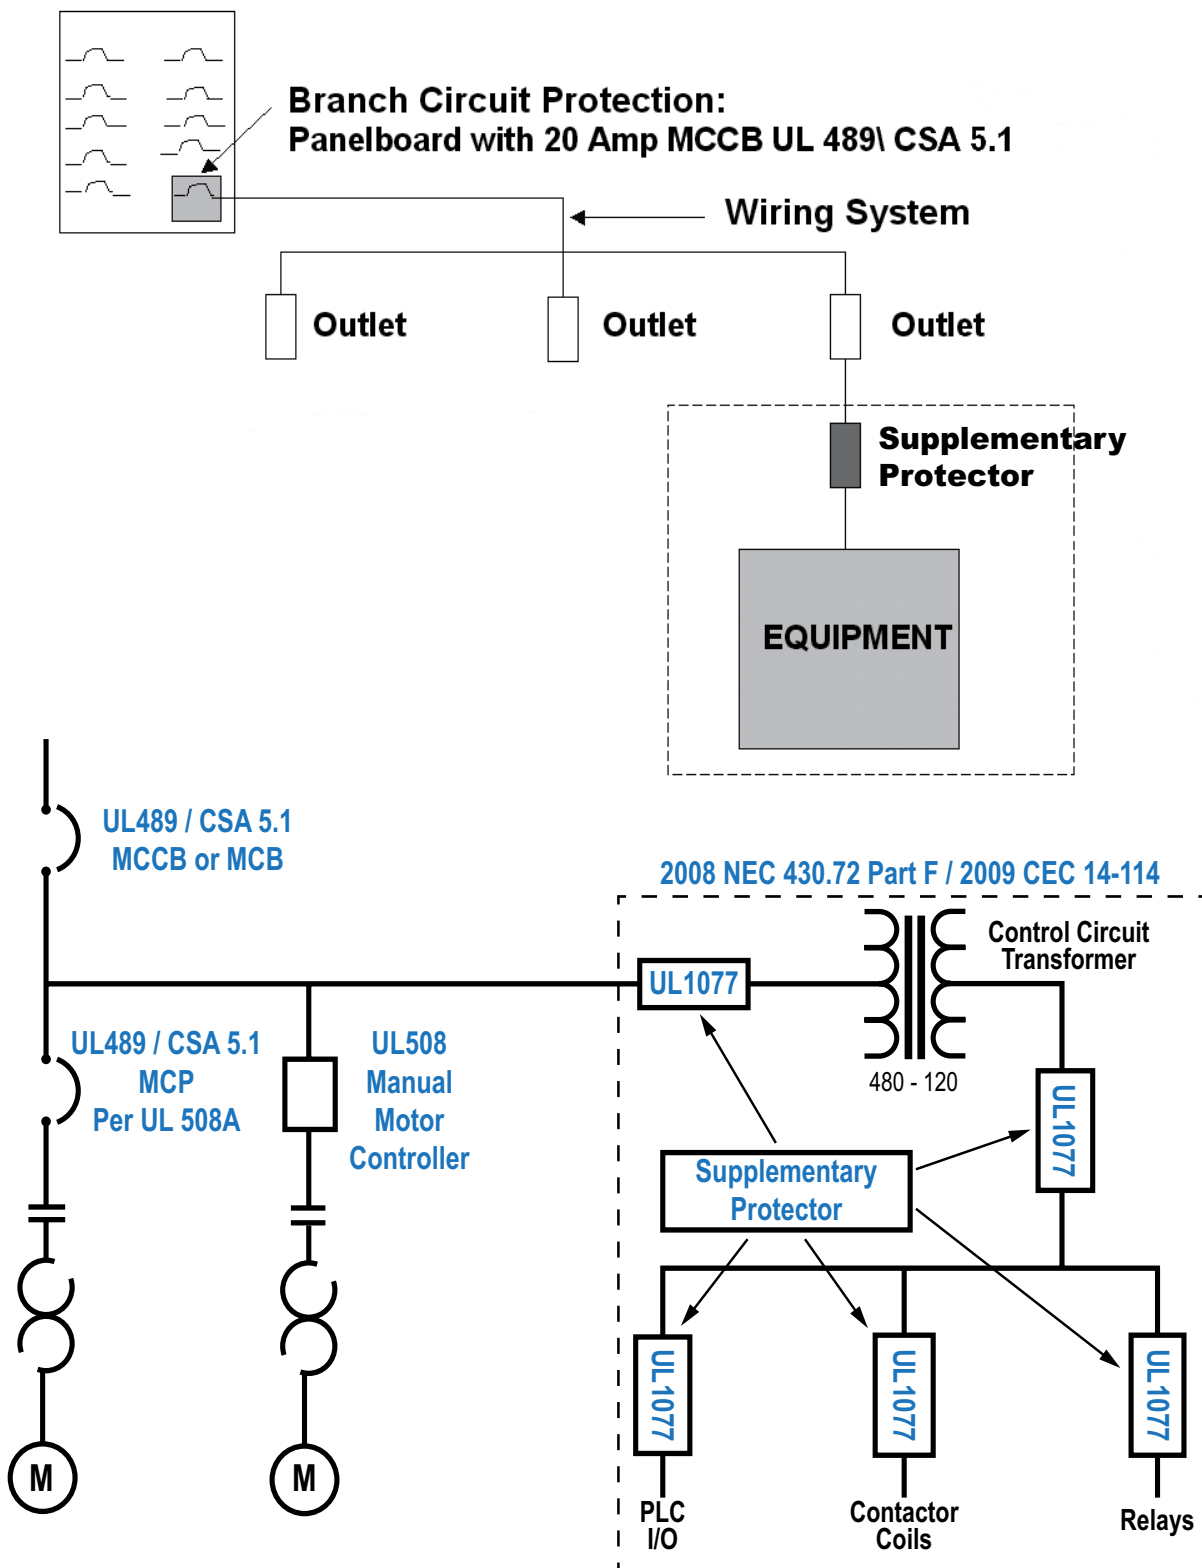 Branch Circuit Protection:
Panelboard with 20 Amp MCCB UL 489\ CSA 5.1
Wiring System
Outlet
Outlet
Outlet
Supplementary
Protector
EQUIPMENT
UL489 / CSA 5.1
MCCB or MCB
2008 NEC 430.72 Part F / 2009 CEC 14-114
Control Circuit
Transformer
UL1077
480 - 120
UL489 / CSA 5.1
MCP
Per UL 508A
UL508
Manual
Motor
Controller
UL1077
Supplementary
Protector
UL1077
UL1077
UL1077
M
M
PLC
I/O
Contactor
Coils
Relays